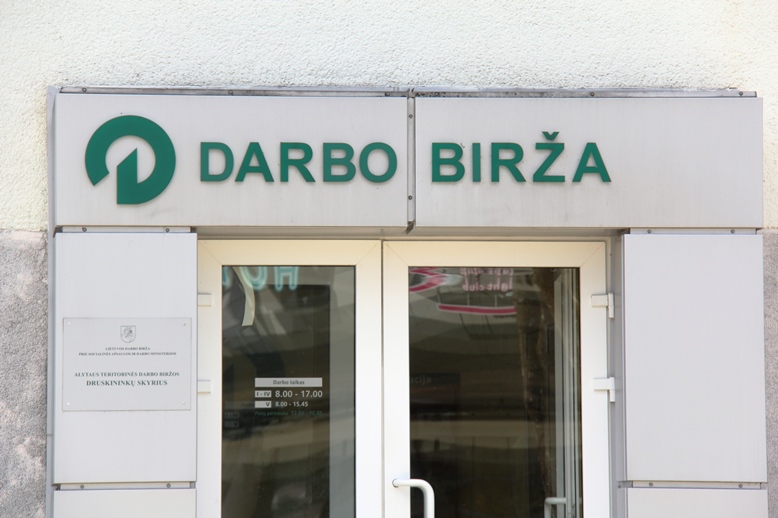 DARBO BIRŽA
LIETUVOS DARBO BIRŽA
PRIE SOCIALINĖS APSAUGOS IR DARBO MINISTERIJOS
ALYTAUS TERITORINĖS DARBO BIRŽOS
DRUSKININKŲ SKYRIUS
Darbo laikas
I - IV 8.00 - 17.00
V 8.00 - 15.45